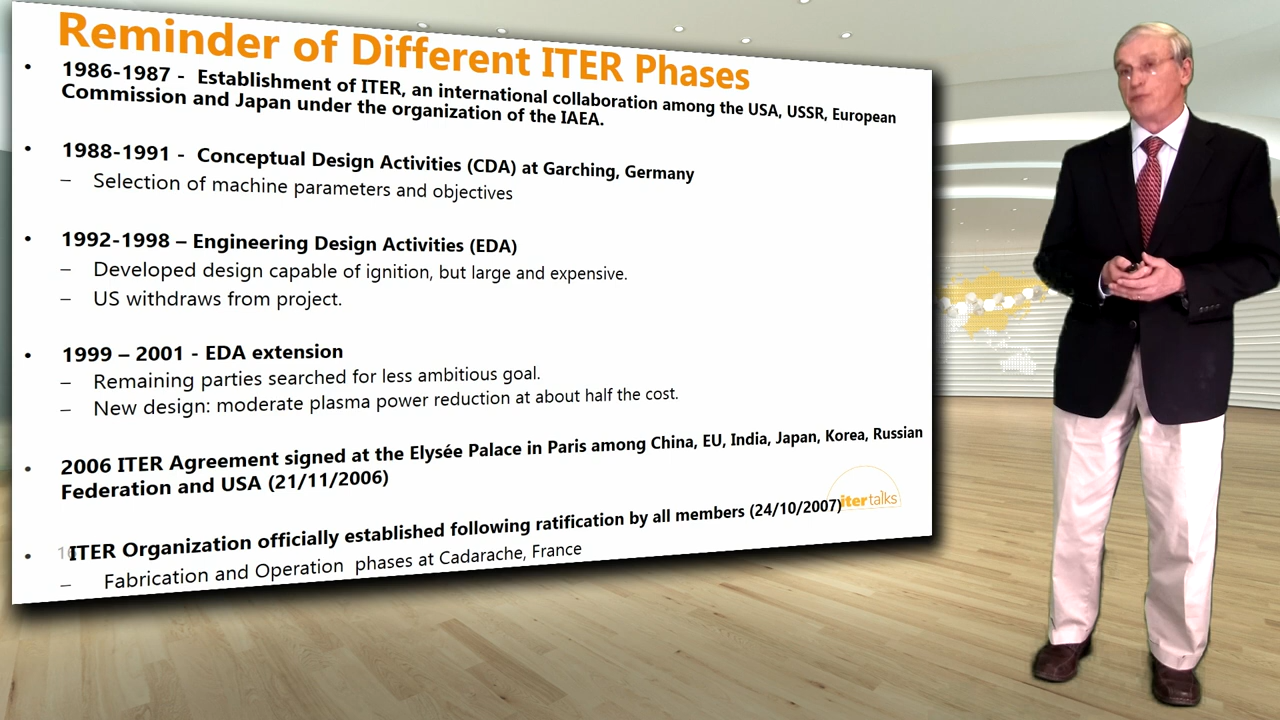 Reminder of Different ITER Phases
• 1986-1987 - Establishment of ITER, an international collaboration among the USA, USSR, European
Commission and Japan under the organization of the IAEA.
• 1988-1991 - Conceptual Design Activities (CDA) at Garching, Germany
– Selection of machine parameters and objectives
• 1992-1998 – Engineering Design Activities (EDA)
– Developed design capable of ignition, but large and expensive.
– US withdraws from project.
• 1999 – 2001 - EDA extension
– Remaining parties searched for less ambitious goal.
– New design: moderate plasma power reduction at about half the cost.
• 2006 ITER Agreement signed at the Elysée Palace in Paris among China, EU, India, Japan, Korea, Russian
Federation and USA (21/11/2006)
iter talks
• ITER Organization officially established following ratification by all members (24/10/2007)
– Fabrication and Operation phases at Cadarache, France